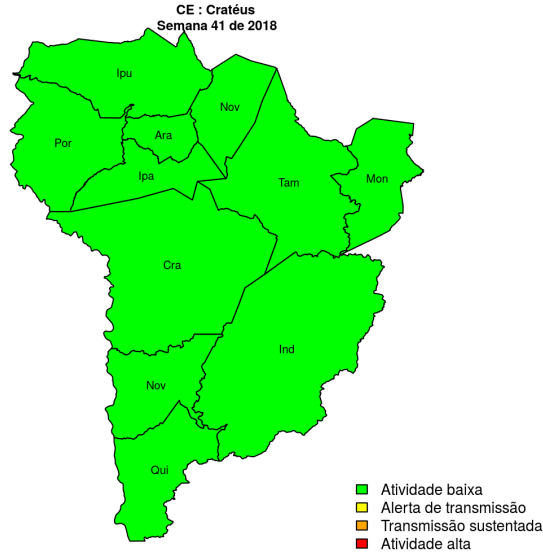 CE : Cratéus
Semana 41 de 2018
Ipu
Nov
Por
Ara
Ipa
Tam
Mon
Cra
Ind
Nov
Qui
Atividade baixa
Alerta de transmissão
Transmissão sustentada
Atividade alta